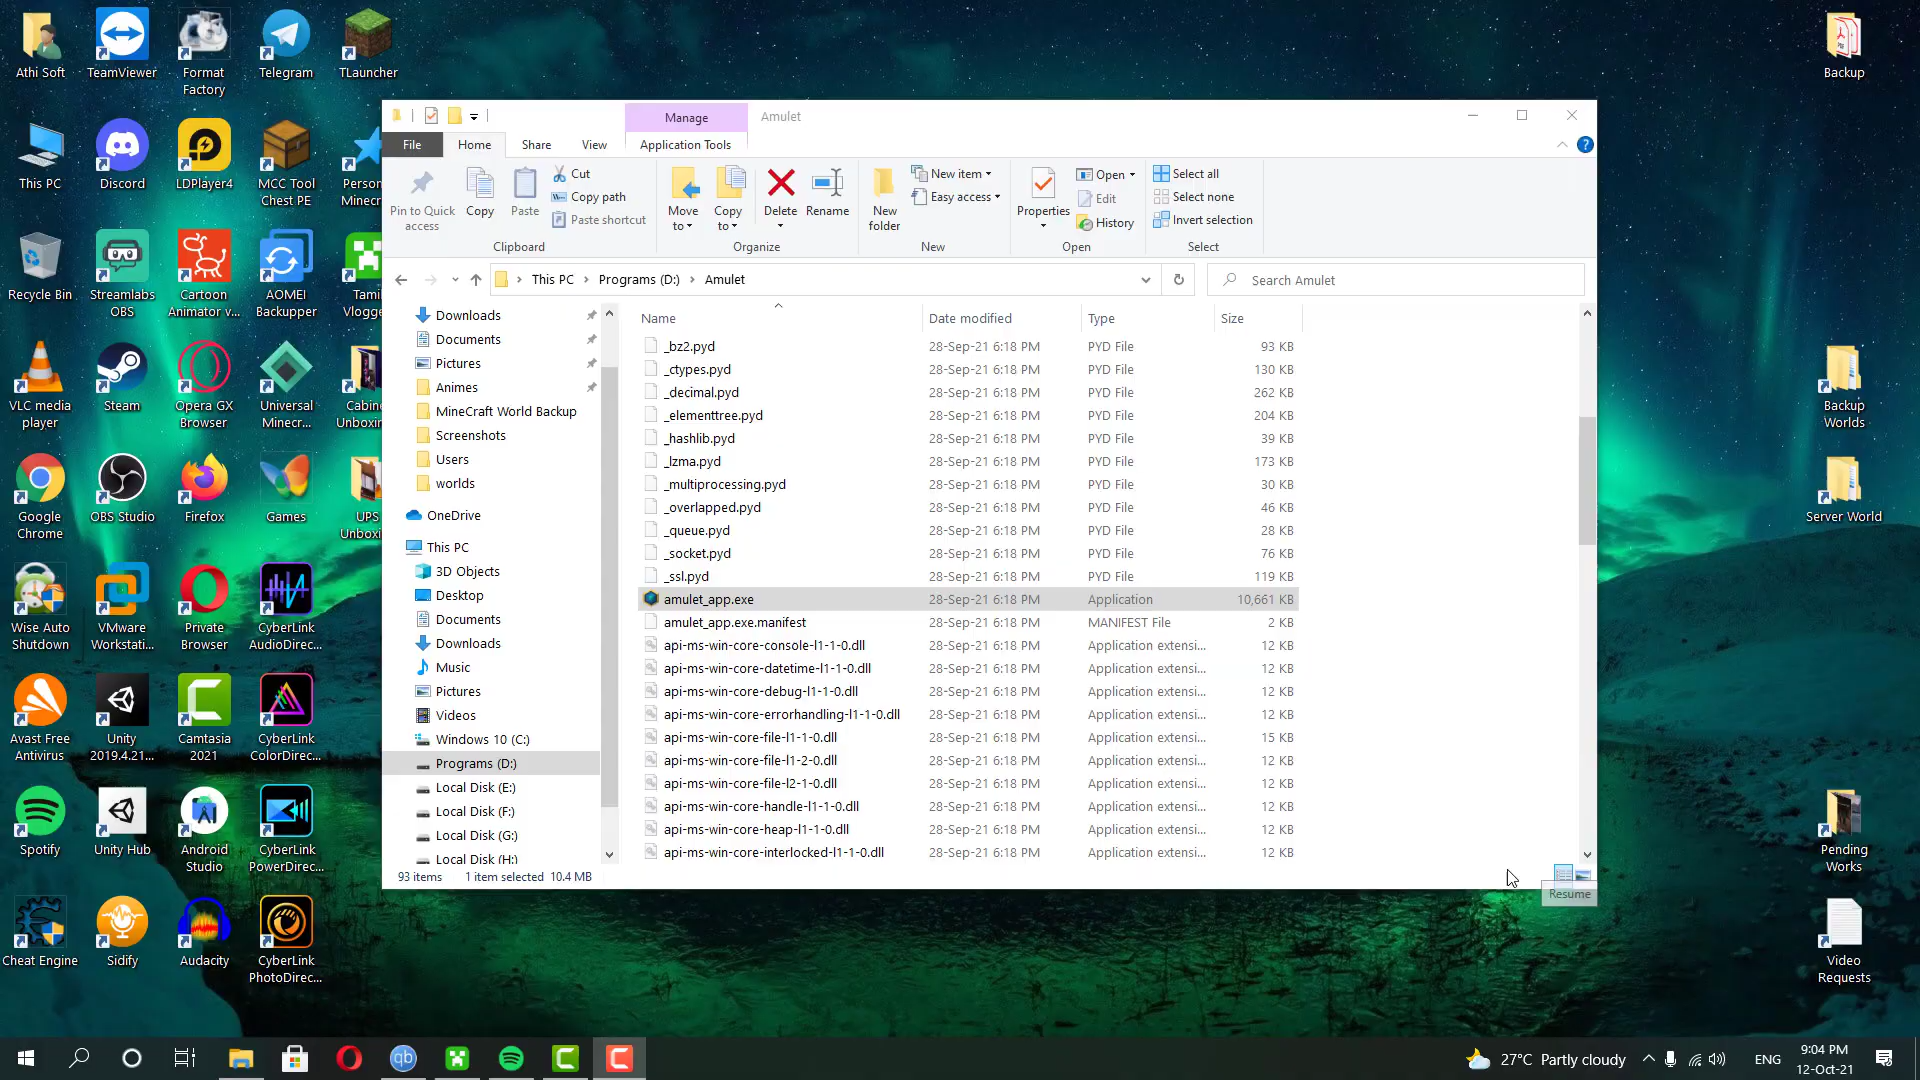 Athi Soft
TeamViewer
Format
Factory
Telegram
TLauncher
Backup
This PC
Discord
LDPlayer4
MCC Tool
Chest PE
Person
Minecr
Recycle Bin
Streamlabs
OBS
Cartoon
Animator v...
AOMEI
Backupper
Tami
Vlogge
VLC media
player
Steam
Opera GX
Browser
Universal
Minecr...
Cabine
Unboxin
Backup
Worlds
Google
Chrome
OBS Studio
Firefox
Games
UPS
Unboxin
Server World
Wise Auto
Shutdown
VMware
Workstati...
Private
Browser
CyberLink
AudioDirec...
Avast Free
Antivirus
Unity
2019.4.21...
Camtasia
2021
CyberLink
ColorDirec...
Spotify
Unity Hub
Android
Studio
CyberLink
PowerDirec...
Pending
Works
Cheat Engine
Sidify
Audacity
CyberLink
PhotoDirec...
Video
Requests
Manage
Amulet
File
Home
Share
View
Application Tools
Pin to Quick
access
Copy
Paste
Cut
Copy path
Paste shortcut
Clipboard
Move
to
Copy
to
Delete
Rename
Organize
New
folder
New item
Easy access
New
Properties
Open
Edit
History
Open
Select all
Select none
Invert selection
Select
This PC
Programs (D:)
Amulet
Search Amulet
Downloads
Documents
Pictures
Animes
MineCraft World Backup
Screenshots
Users
worlds
OneDrive
This PC
3D Objects
Desktop
Documents
Downloads
Music
Pictures
Videos
Windows 10 (C:)
Programs (D:)
Local Disk (E:)
Local Disk (F:)
Local Disk (G:)
Local Disk (H:)
Name Date modified Type Size
_bz2.pyd 28-Sep-21 6:18 PM PYD File 93 KB
_ctypes.pyd 28-Sep-21 6:18 PM PYD File 130 KB
_decimal.pyd 28-Sep-21 6:18 PM PYD File 262 KB
_elementtree.pyd 28-Sep-21 6:18 PM PYD File 204 KB
_hashlib.pyd 28-Sep-21 6:18 PM PYD File 39 KB
_lzma.pyd 28-Sep-21 6:18 PM PYD File 173 KB
_multiprocessing.pyd 28-Sep-21 6:18 PM PYD File 30 KB
_overlapped.pyd 28-Sep-21 6:18 PM PYD File 46 KB
_queue.pyd 28-Sep-21 6:18 PM PYD File 28 KB
_socket.pyd 28-Sep-21 6:18 PM PYD File 76 KB
_ssl.pyd 28-Sep-21 6:18 PM PYD File 119 KB
amulet_app.exe 28-Sep-21 6:18 PM Application 10,661 KB
amulet_app.exe.manifest 28-Sep-21 6:18 PM MANIFEST File 2 KB
api-ms-win-core-console-l1-1-0.dll 28-Sep-21 6:18 PM Application extensi... 12 KB
api-ms-win-core-datetime-l1-1-0.dll 28-Sep-21 6:18 PM Application extensi... 12 KB
api-ms-win-core-debug-l1-1-0.dll 28-Sep-21 6:18 PM Application extensi... 12 KB
api-ms-win-core-errorhandling-l1-1-0.dll 28-Sep-21 6:18 PM Application extensi... 12 KB
api-ms-win-core-file-l1-1-0.dll 28-Sep-21 6:18 PM Application extensi... 15 KB
api-ms-win-core-file-l1-2-0.dll 28-Sep-21 6:18 PM Application extensi... 12 KB
api-ms-win-core-file-l2-1-0.dll 28-Sep-21 6:18 PM Application extensi... 12 KB
api-ms-win-core-handle-l1-1-0.dll 28-Sep-21 6:18 PM Application extensi... 12 KB
api-ms-win-core-heap-l1-1-0.dll 28-Sep-21 6:18 PM Application extensi... 12 KB
api-ms-win-core-interlocked-l1-1-0.dll 28-Sep-21 6:18 PM Application extensi... 12 KB
93 items 1 item selected 10.4 MB
Resume
qb
27°C Partly cloudy
ENG
9:04 PM
12-Oct-21